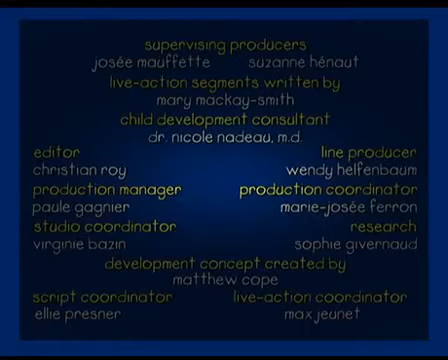 supervising producers
josée mauffette suzanne hénaut
live-action segments written by
mary mackay-smith
child development consultant
dr. nicole nadeau, m.d.
editor line producer
christian roy wendy helfenbaum
production manager production coordinator
paule gagnier marie-josée ferron
studio coordinator research
virginie bazin sophie givernaud
development concept created by
matthew cope
script coordinator live-action coordinator
ellie presner max jeunet